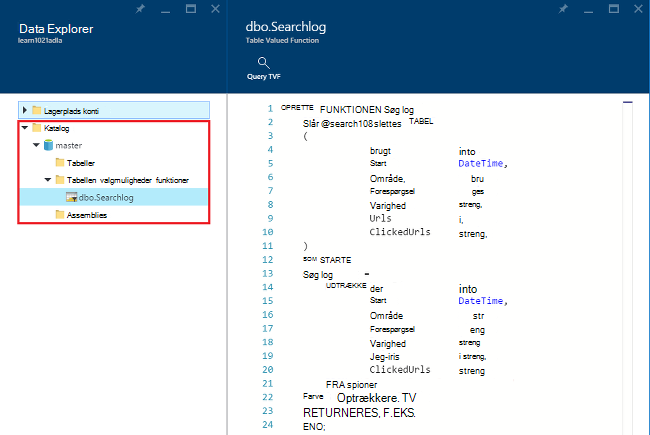 Data Explorer
learn1021adla
Lagerplads konti
Katalog
master
Tabeller
Tabellen valgmuligheder funktioner
dbo.Searchlog
Assemblies
dbo.Searchlog
Table Valued Function
Query TVF
1 OPRETTE FUNKTIONEN Søg log
2 Slår @search108slettes TABEL
3 (
4 brugt into
5 Start DateTime,
6 Område, bru
7 Forespørgsel ges
8 Varighed streng,
9 Urls i,
10 ClickedUrls streng,
11 )
12 SOM STARTE
13 Søg log =
14 UDTRÆKKE der into
15 Start DateTime,
16 Område str
17 Forespørgsel eng
18 Varighed streng
19 Jeg-iris i streng,
20 ClickedUrls streng
21 FRA spioner
22 Farve Optrækkere. TV
23 RETURNERES, F.EKS.
24 ENO;